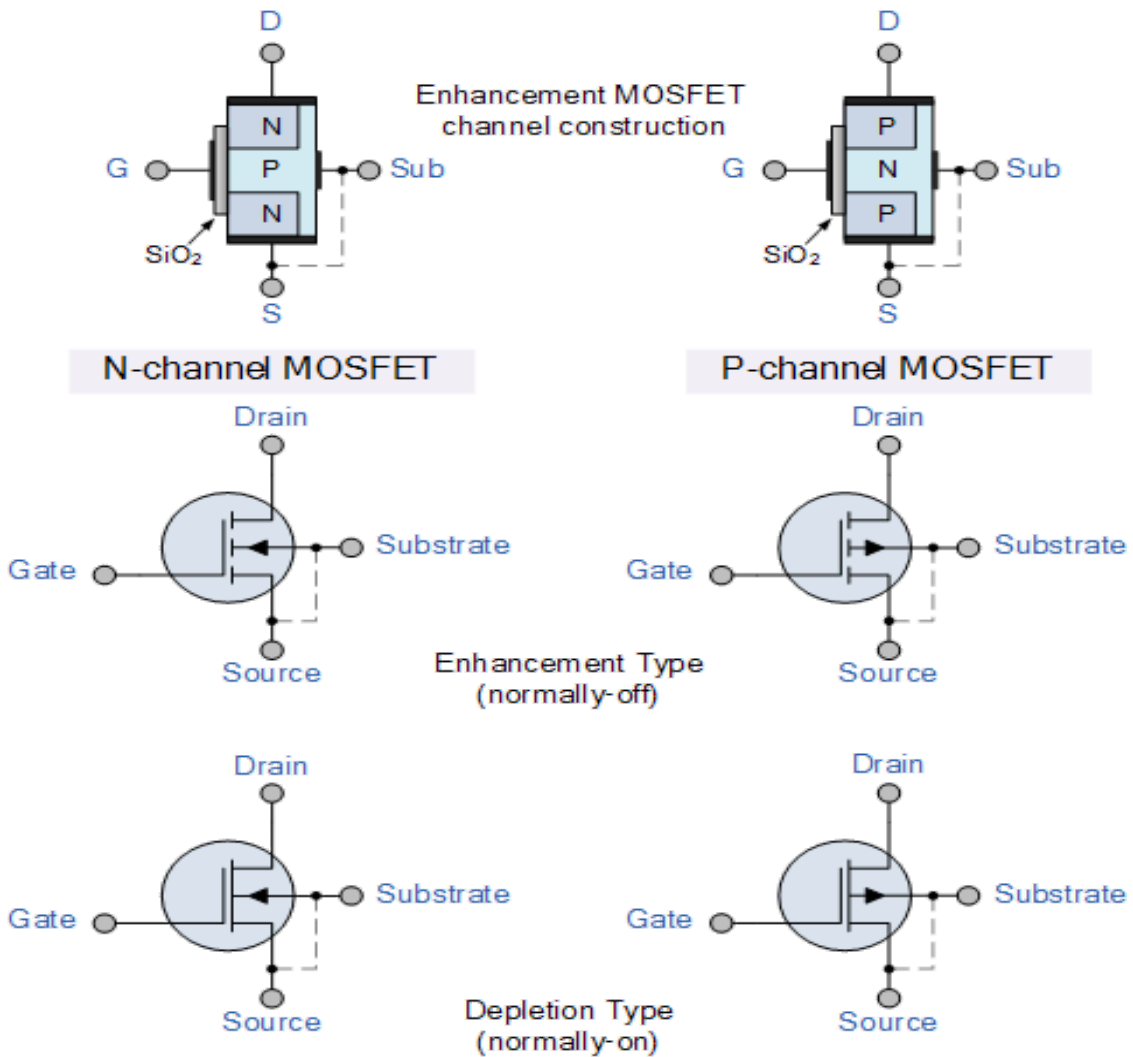 D D
Enhancement MOSFET
channel construction
N P
G P Sub G N Sub
N P
SiO₂ SiO₂
S S
N-channel MOSFET P-channel MOSFET
Drain Drain
Substrate Substrate
Gate Gate
Source Source
Enhancement Type
(normally-off)
Drain Drain
Substrate Substrate
Gate Gate
Source Source
Depletion Type
(normally-on)